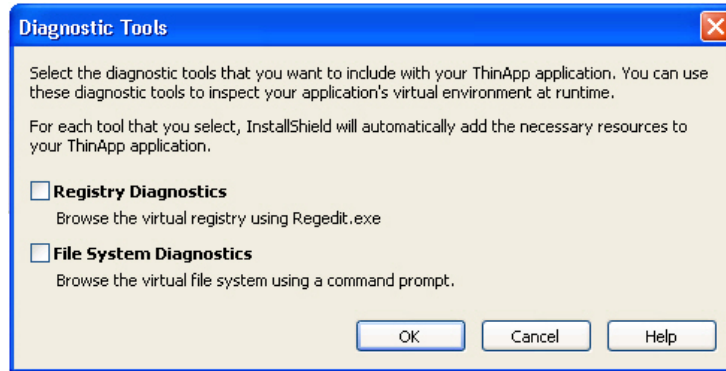 Diagnostic Tools
Select the diagnostic tools that you want to include with your ThinApp application. You can use
these diagnostic tools to inspect your application's virtual environment at runtime.
For each tool that you select, InstallShield will automatically add the necessary resources to
your ThinApp application.
Registry Diagnostics
Browse the virtual registry using Regedit.exe
File System Diagnostics
Browse the virtual file system using a command prompt.
OK Cancel Help